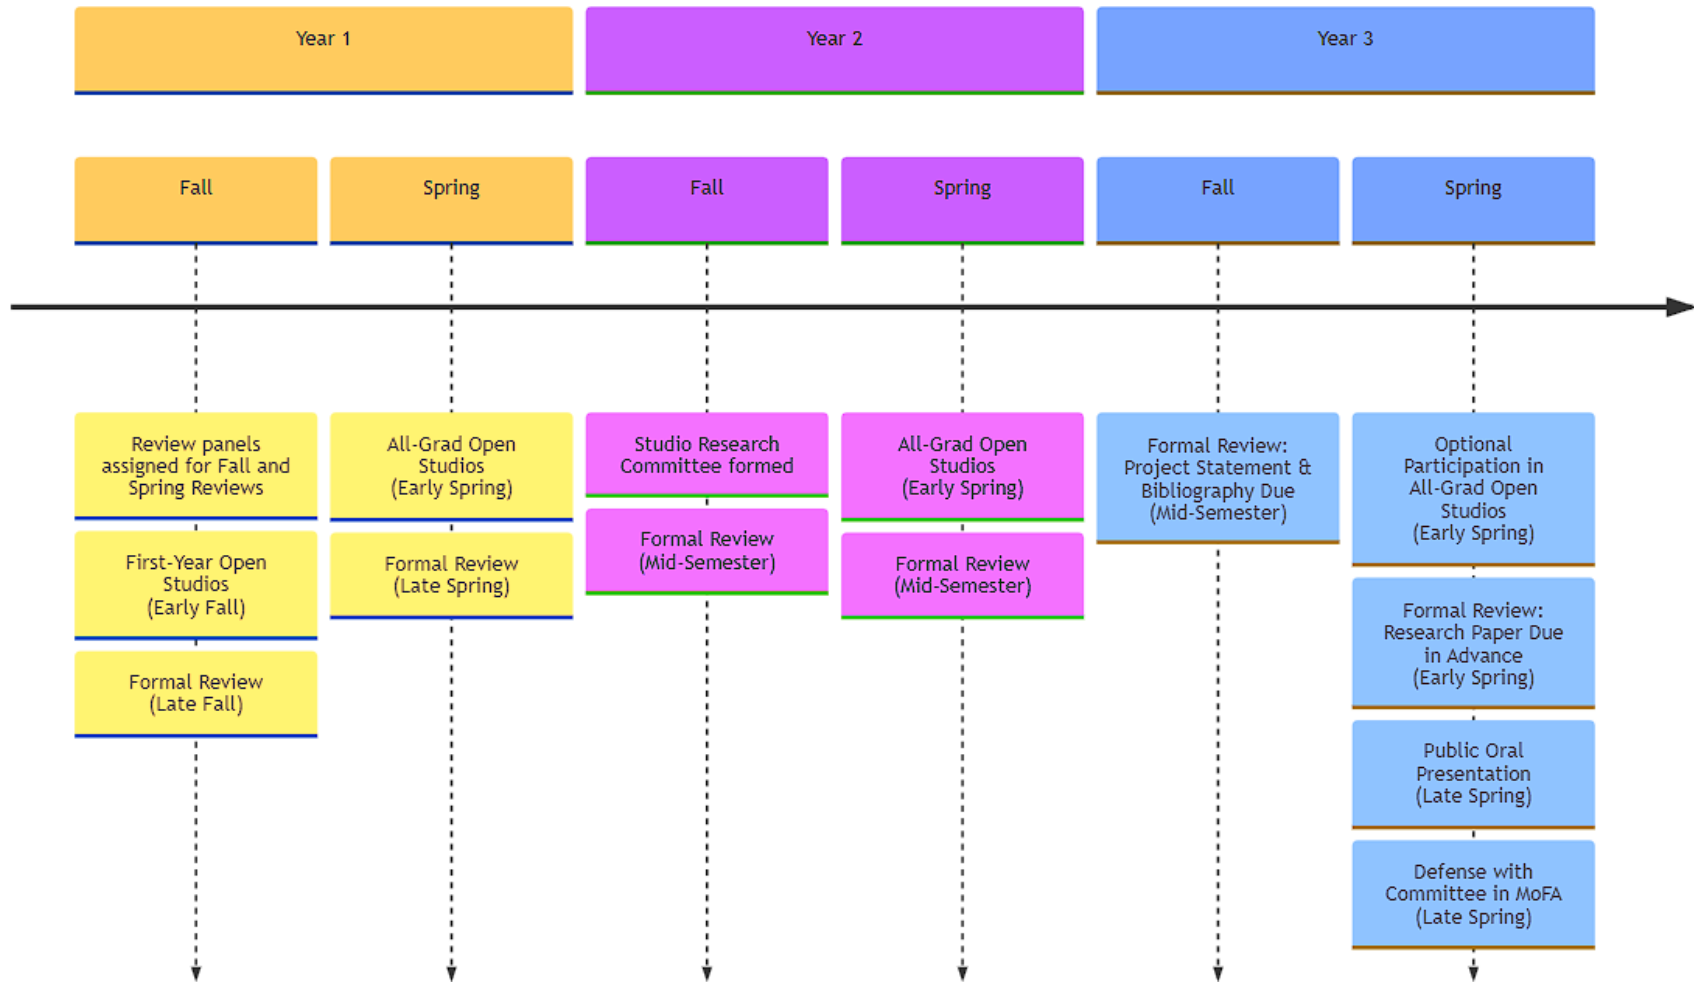 Year 1
Year 2
Year 3
Fall
Spring
Fall
Spring
Fall
Spring
Review panels
assigned for Fall and
Spring Reviews
First-Year Open
Studios
(Early Fall)
Formal Review
(Late Fall)
All-Grad Open
Studios
(Early Spring)
Formal Review
(Late Spring)
Studio Research
Committee formed
Formal Review
(Mid-Semester)
All-Grad Open
Studios
(Early Spring)
Formal Review
(Mid-Semester)
Formal Review:
Project Statement &
Bibliography Due
(Mid-Semester)
Optional
Participation in
All-Grad Open
Studios
(Early Spring)
Formal Review:
Research Paper Due
in Advance
(Early Spring)
Public Oral
Presentation
(Late Spring)
Defense with
Committee in MoFA
(Late Spring)